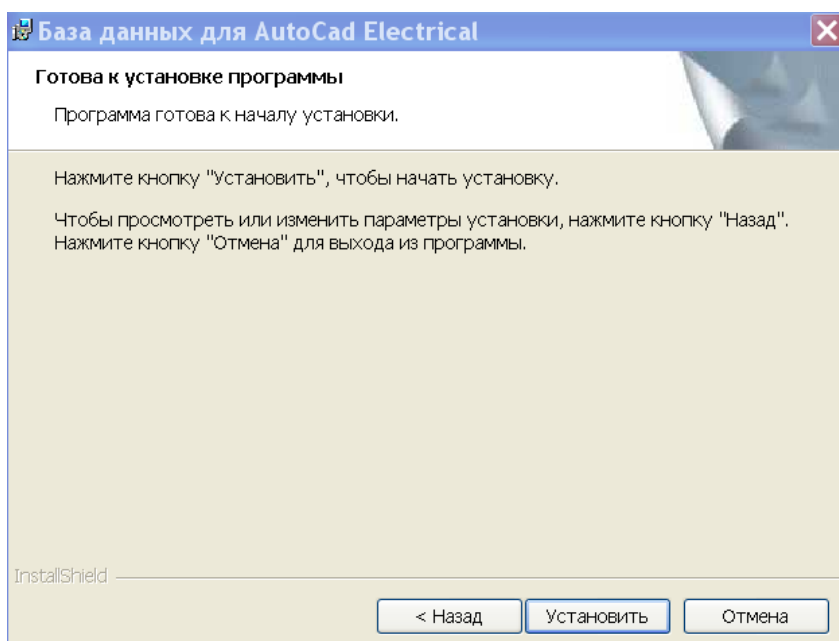 База данных для AutoCad Electrical
Готова к установке программы
Программа готова к началу установки.
Нажмите кнопку "Установить", чтобы начать установку.
Чтобы просмотреть или изменить параметры установки, нажмите кнопку "Назад".
Нажмите кнопку "Отмена" для выхода из программы.
InstallShield
< Назад
Установить
Отмена